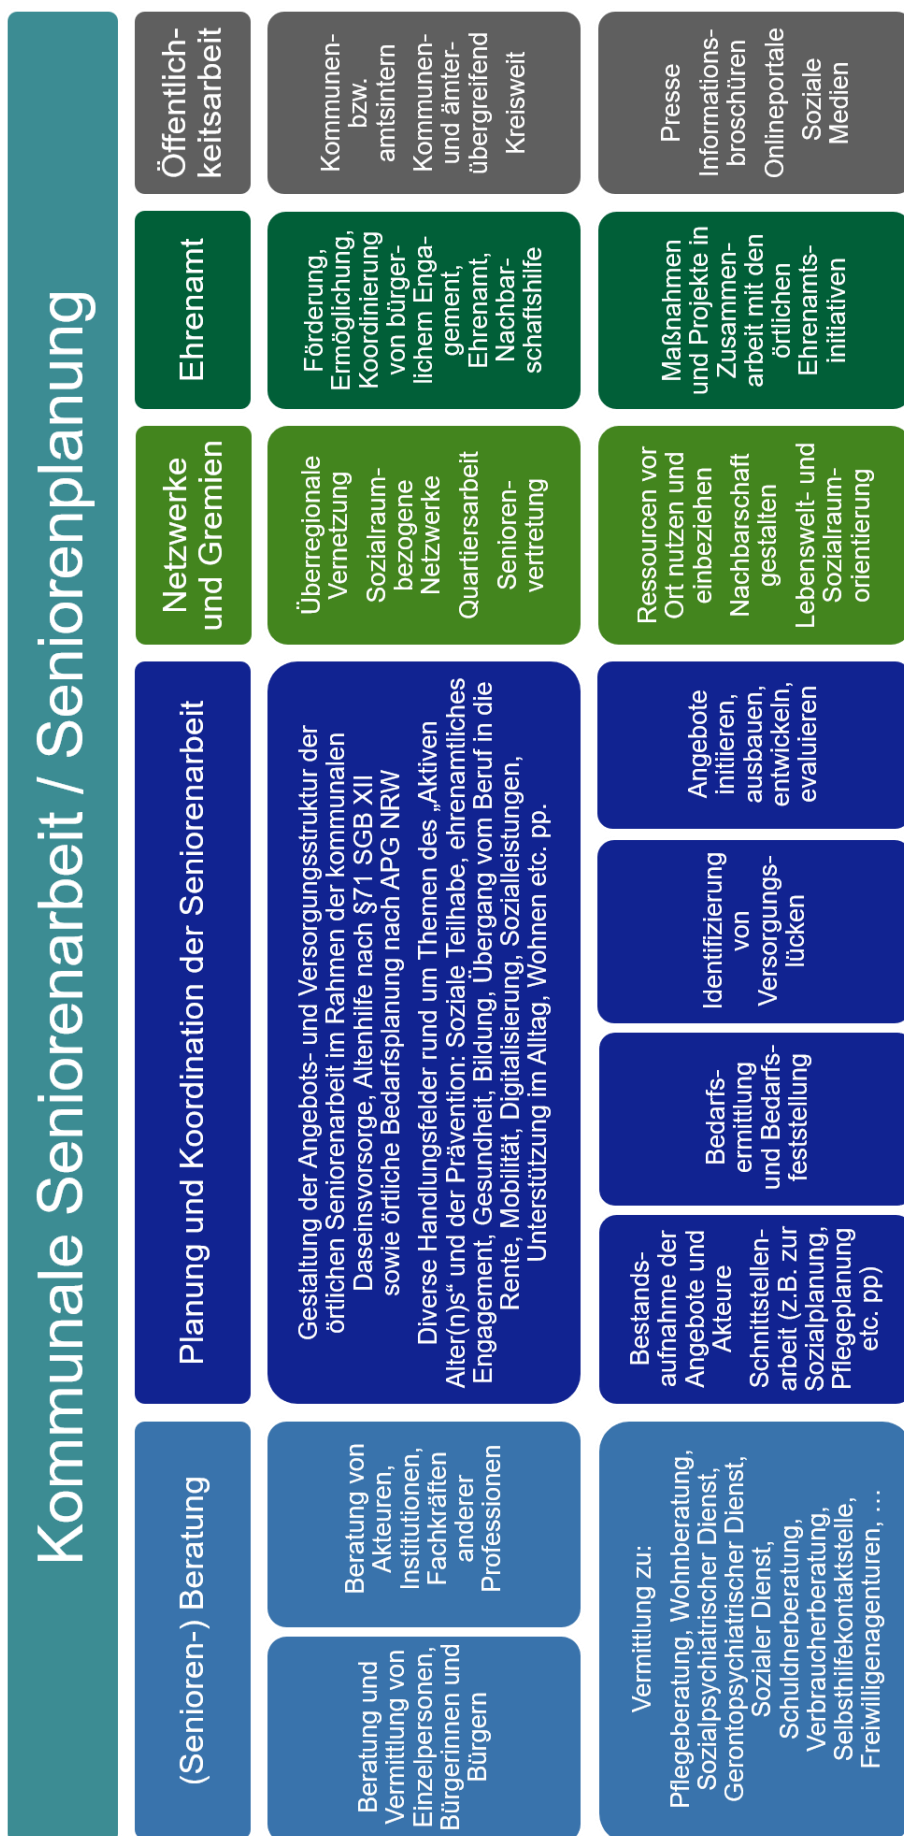 Kommunale Seniorenarbeit / Seniorenplanung
(Senioren-) Beratung
Beratung und
Vermittlung von
Einzelpersonen,
Bürgerinnen und
Bürgern
Beratung von
Akteuren,
Institutionen,
Fachkräften
anderer
Professionen
Vermittlung zu:
Pflegeberatung, Wohnberatung,
Sozialpsychiatrischer Dienst,
Gerontopsychiatrischer Dienst,
Sozialer Dienst,
Schuldnerberatung,
Verbraucherberatung,
Selbsthilfekontaktstelle,
Freiwilligenagenturen, …
Planung und Koordination der Seniorenarbeit
Gestaltung der Angebots- und Versorgungsstruktur der
örtlichen Seniorenarbeit im Rahmen der kommunalen
Daseinsvorsorge, Altenhilfe nach §71 SGB XII
sowie örtliche Bedarfsplanung nach APG NRW
Diverse Handlungsfelder rund um Themen des „Aktiven
Alter(n)s“ und der Prävention: Soziale Teilhabe, ehrenamtliches
Engagement, Gesundheit, Bildung, Übergang vom Beruf in die
Rente, Mobilität, Digitalisierung, Sozialleistungen,
Unterstützung im Alltag, Wohnen etc. pp.
Bestands-
aufnahme der
Angebote und
Akteure
Schnittstellen-
arbeit (z.B. zur
Sozialplanung,
Pflegeplanung
etc. pp)
Bedarfs-
ermittlung
und Bedarfs-
feststellung
Identifizierung
von
Versorgungs-
lücken
Angebote
initiieren,
ausbauen,
entwickeln,
evaluieren
Netzwerke
und Gremien
Überregionale
Vernetzung
Sozialraum-
bezogene
Netzwerke
Quartiersarbeit
Senioren-
vertretung
Ressourcen vor
Ort nutzen und
einbeziehen
Nachbarschaft
gestalten
Lebenswelt- und
Sozialraum-
orientierung
Ehrenamt
Förderung,
Ermöglichung,
Koordinierung
von bürger-
lichem Enga-
gement,
Ehrenamt,
Nachbar-
schaftshilfe
Maßnahmen
und Projekte in
Zusammen-
arbeit mit den
örtlichen
Ehrenamts-
initiativen
Öffentlich-
keitsarbeit
Kommunen-
bzw.
amtsintern
Kommunen-
und ämter-
übergreifend
Kreisweit
Presse
Informations-
broschüren
Onlineportale
Soziale
Medien